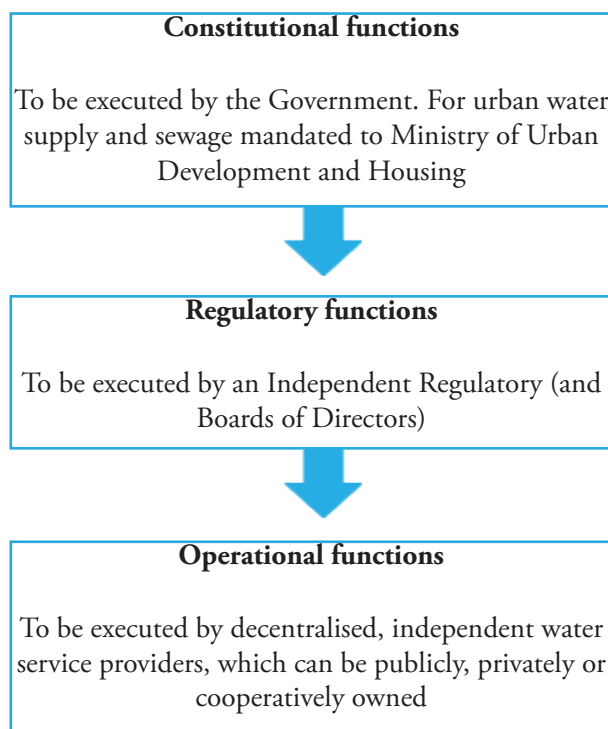 Constitutional functions
To be executed by the Government. For urban water
supply and sewage mandated to Ministry of Urban
Development and Housing
Regulatory functions
To be executed by an Independent Regulatory (and
Boards of Directors)
Operational functions
To be executed by decentralised, independent water
service providers, which can be publicly, privately or
cooperatively owned